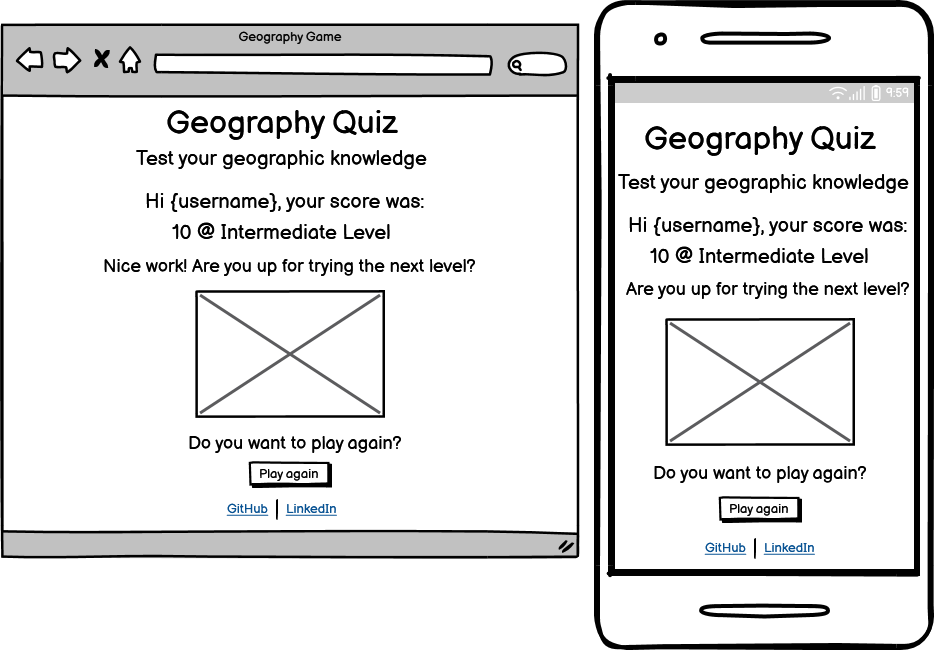 Geography Game
Geography Quiz
Test your geographic knowledge
Hi {username}, your score was:
10 @ Intermediate Level
Nice work! Are you up for trying the next level?
Do you want to play again?
Play again
GitHub | LinkedIn
9:59
Geography Quiz
Test your geographic knowledge
Hi {username}, your score was:
10 @ Intermediate Level
Are you up for trying the next level?
Do you want to play again?
Play again
GitHub | LinkedIn